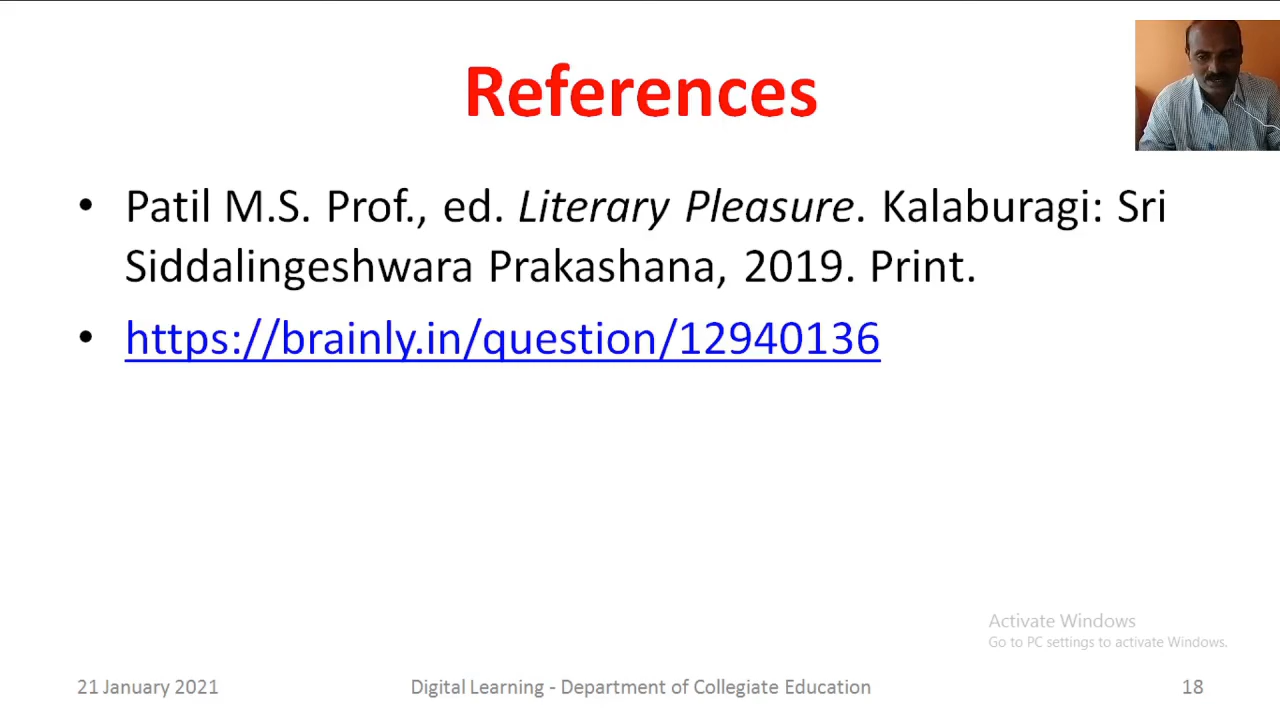 References
• Patil M.S. Prof., ed. Literary Pleasure. Kalaburagi: Sri
Siddalingeshwara Prakashana, 2019. Print.
• https://brainly.in/question/12940136
Activate Windows
Go to PC settings to activate Windows.
21 January 2021
Digital Learning - Department of Collegiate Education
18